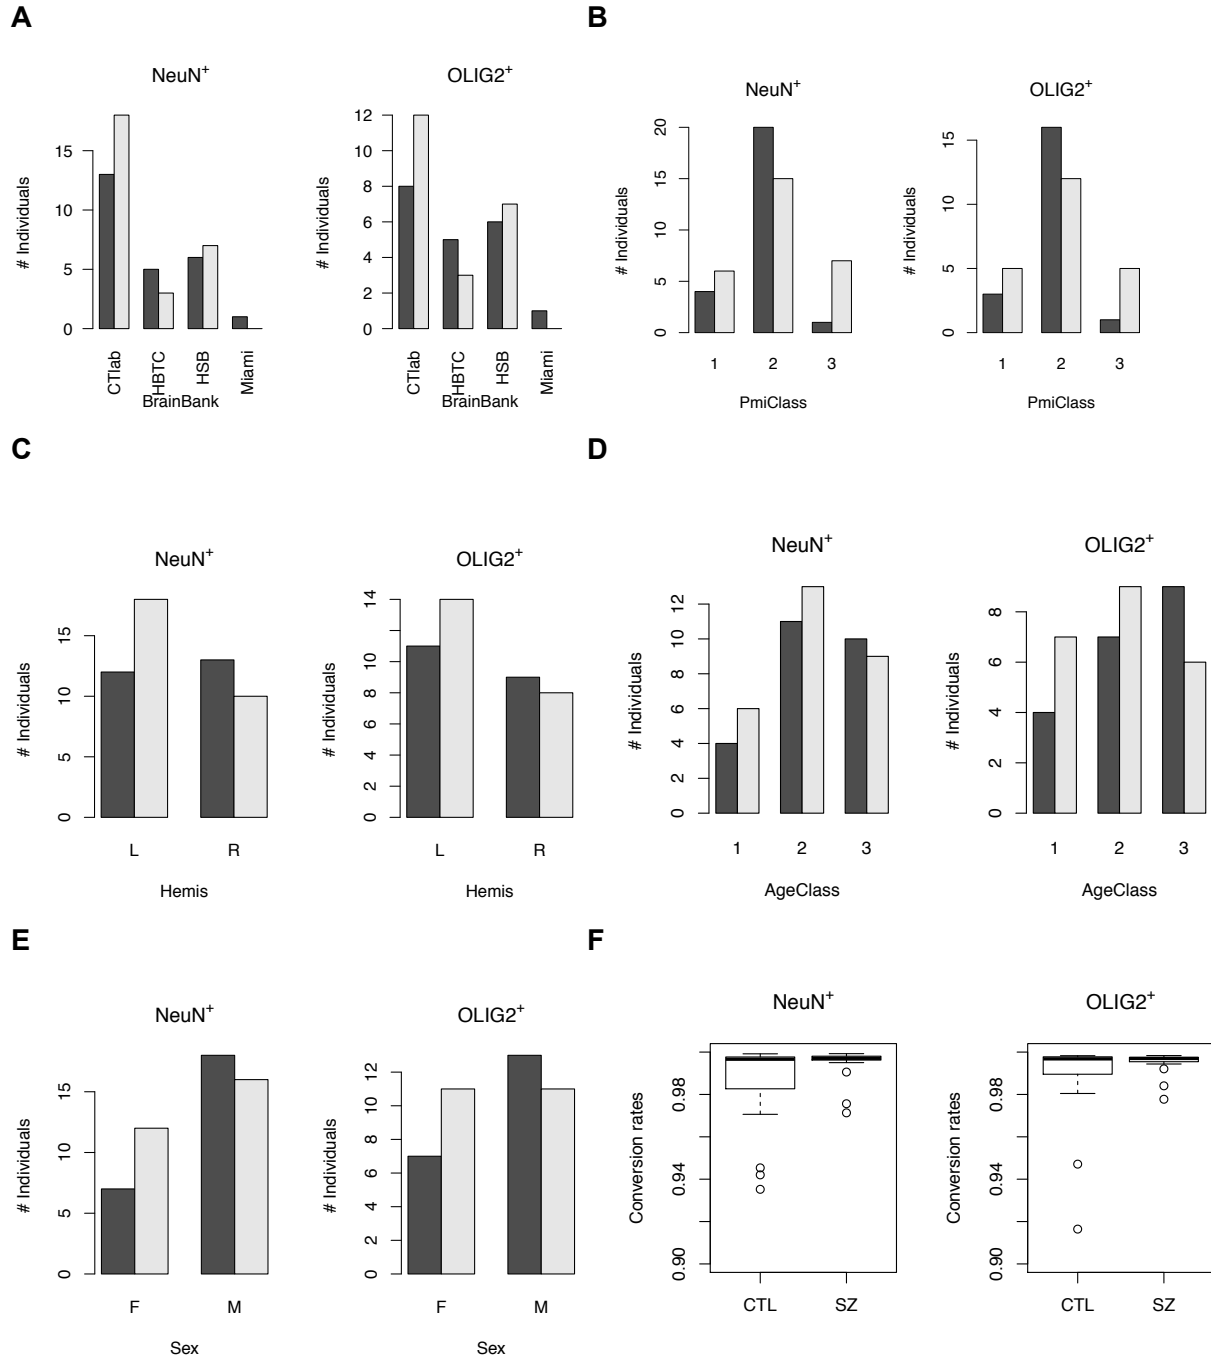 A
NeuN+
# Individuals
15
10
5
0
CTlab
HBTC
HSB
Miami
BrainBank
OLIG2+
# Individuals
12
10
8
6
4
2
0
CTlab
HBTC
HSB
Miami
BrainBank
B
NeuN+
# Individuals
20
15
10
5
0
1 2 3
PmiClass
OLIG2+
# Individuals
15
10
5
0
1 2 3
PmiClass
C
NeuN+
# Individuals
15
10
5
0
L R
Hemis
OLIG2+
# Individuals
14
10
8
6
4
2
0
L R
Hemis
D
NeuN+
# Individuals
12
10
8
6
4
2
0
1 2 3
AgeClass
OLIG2+
# Individuals
8
6
4
2
0
1 2 3
AgeClass
E
NeuN+
# Individuals
15
10
5
0
F M
Sex
OLIG2+
# Individuals
12
10
8
6
4
2
0
F M
Sex
F
NeuN+
Conversion rates
0.98
0.94
0.90
CTL SZ
OLIG2+
Conversion rates
0.98
0.94
0.90
CTL SZ